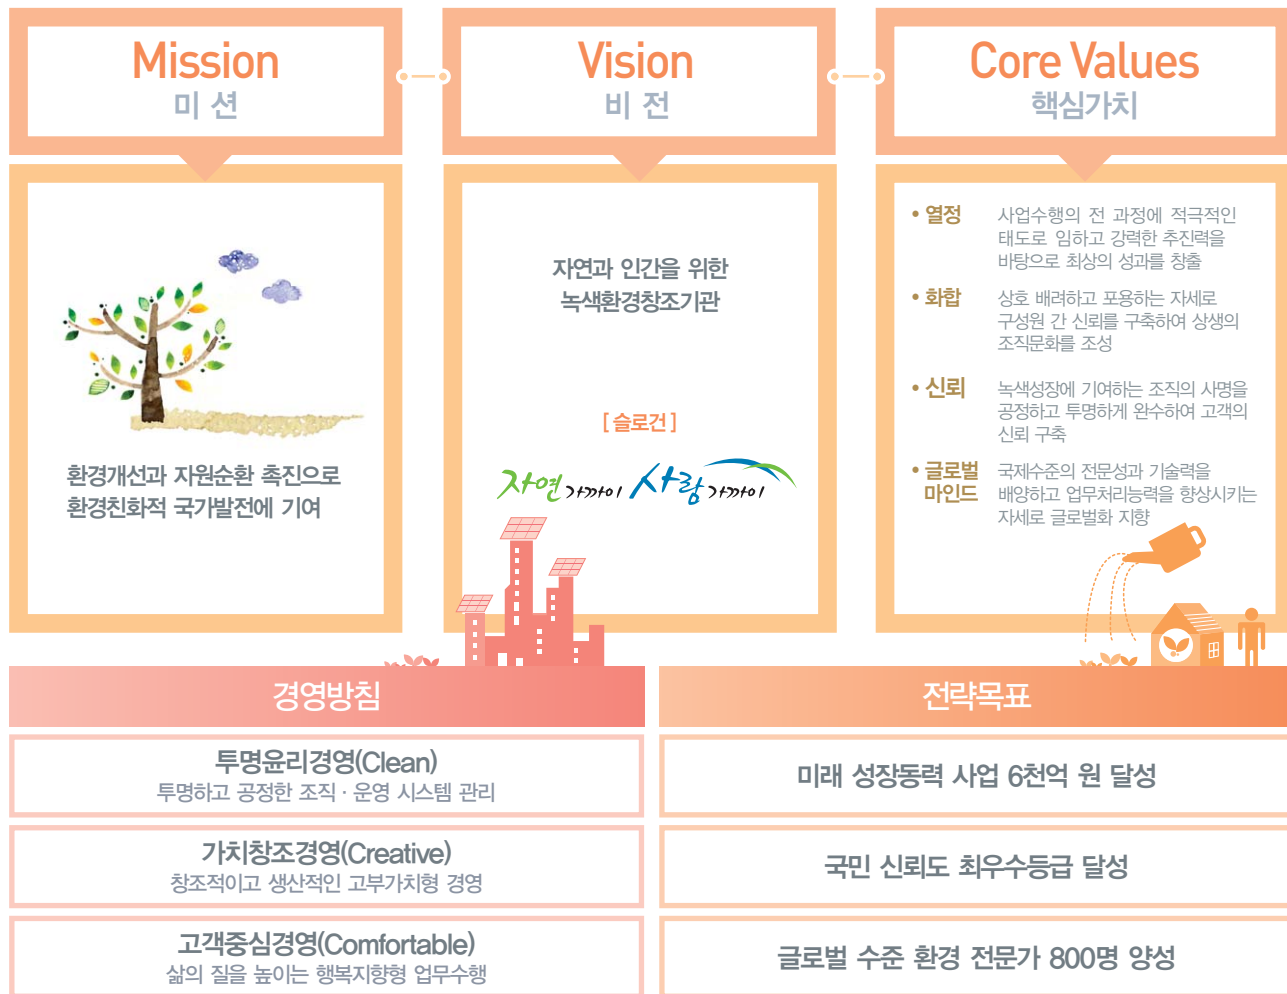 Mission
미 션
Vision
비 전
Core Values
핵심가치
환경개선과 자원순환 촉진으로
환경친화적 국가발전에 기여
자연과 인간을 위한
녹색환경창조기관
[ 슬로건 ]
자연 가까이 사람 가까이
• 열정 사업수행의 전 과정에 적극적인
태도로 임하고 강력한 추진력을
바탕으로 최상의 성과를 창출
• 화합 상호 배려하고 포용하는 자세로
구성원 간 신뢰를 구축하여 상생의
조직문화를 조성
• 신뢰 녹색성장에 기여하는 조직의 사명을
공정하고 투명하게 완수하여 고객의
신뢰 구축
• 글로벌 국제수준의 전문성과 기술력을
마인드 배양하고 업무처리능력을 향상시키는
자세로 글로벌화 지향
경영방침
투명윤리경영(Clean)
투명하고 공정한 조직 · 운영 시스템 관리
가치창조경영(Creative)
창조적이고 생산적인 고부가치형 경영
고객중심경영(Comfortable)
삶의 질을 높이는 행복지향형 업무수행
전략목표
미래 성장동력 사업 6천억 원 달성
국민 신뢰도 최우수등급 달성
글로벌 수준 환경 전문가 800명 양성